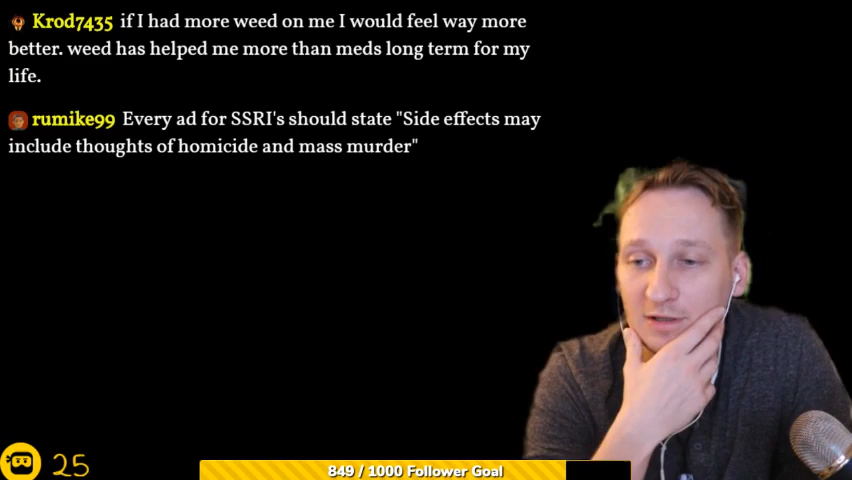 Krod7435 if I had more weed on me I would feel way more
better. weed has helped me more than meds long term for my
life.
rumike99 Every ad for SSRI's should state "Side effects may
include thoughts of homicide and mass murder"
25
849 / 1000 Follower Goal